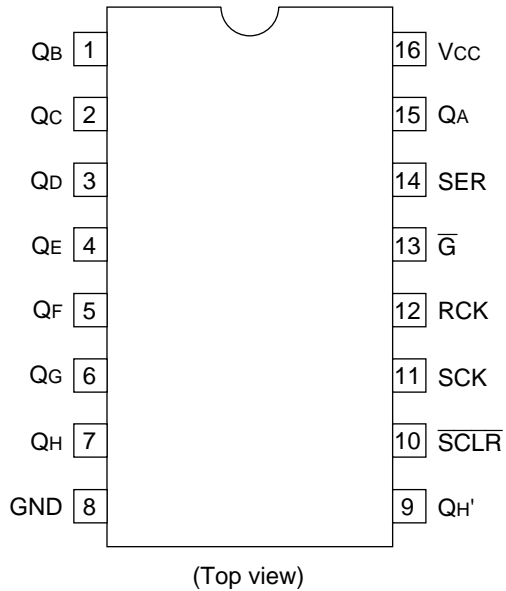 QB 1 16 VCC
QC 2 15 QA
QD 3 14 SER
QE 4 13 G̅
QF 5 12 RCK
QG 6 11 SCK
QH 7 10 S̅C̅L̅R̅
GND 8 9 QH'
(Top view)